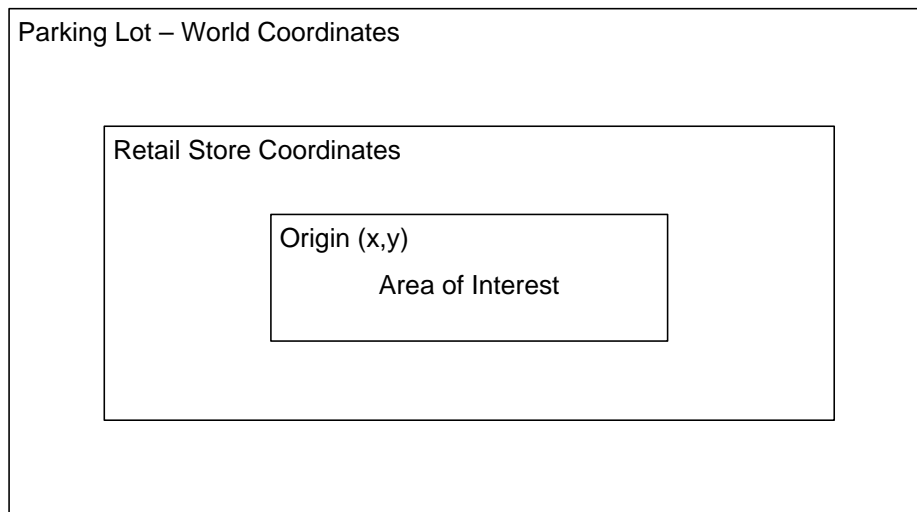 Parking Lot – World Coordinates
Retail Store Coordinates
Origin (x,y)
Area of Interest